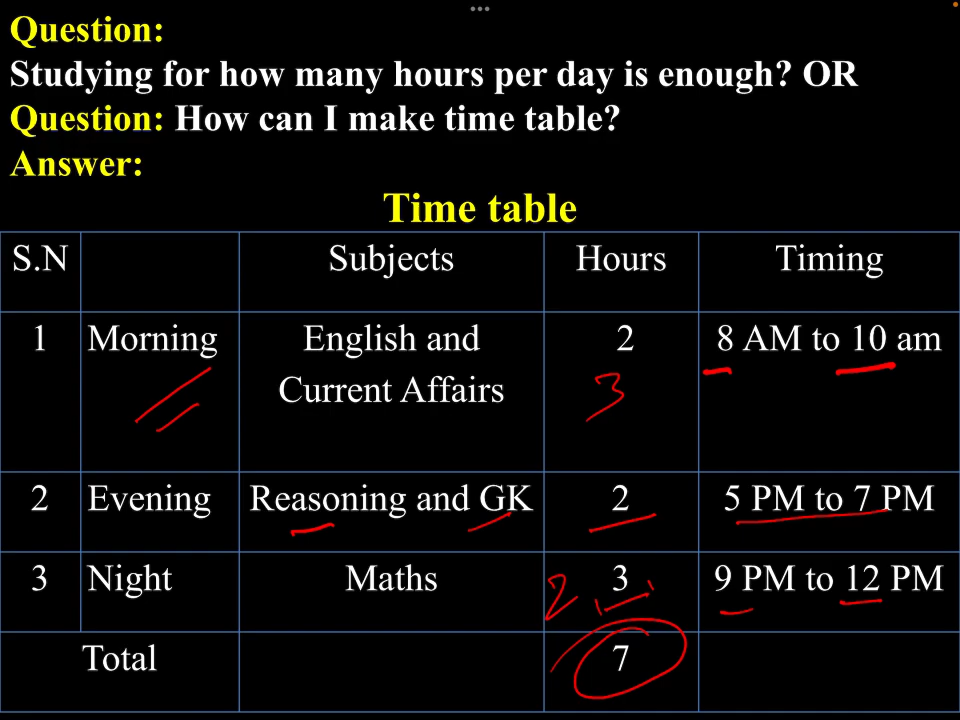 Question:
Studying for how many hours per day is enough? OR
Question: How can I make time table?
Answer:
Time table
S.N Subjects Hours Timing
1 Morning English and 2 8 AM to 10 am
Current Affairs 3
2 Evening Reasoning and GK 2 5 PM to 7 PM
3 Night Maths 2 3 9 PM to 12 PM
Total 7